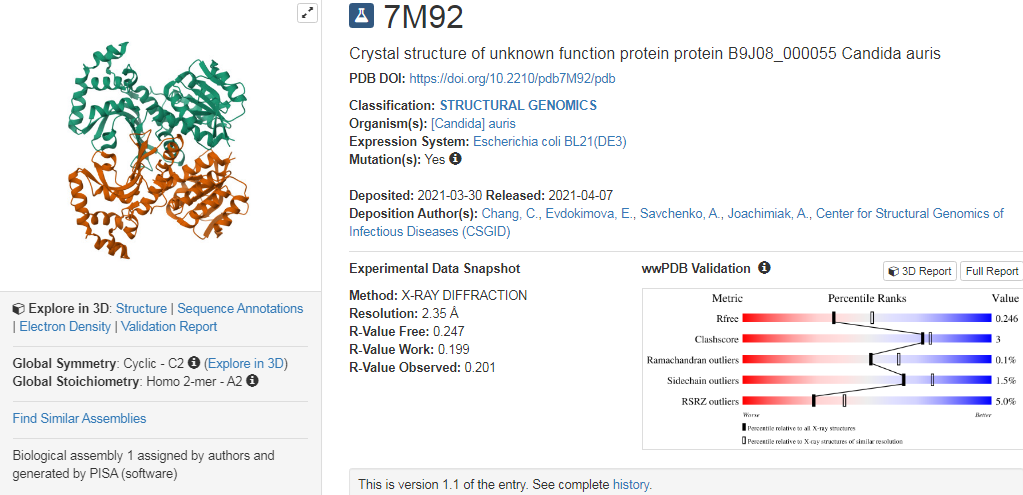 7M92
Crystal structure of unknown function protein protein B9J08_000055 Candida auris
PDB DOI: https://doi.org/10.2210/pdb7M92/pdb
Classification: STRUCTURAL GENOMICS
Organism(s): [Candida] auris
Expression System: Escherichia coli BL21(DE3)
Mutation(s): Yes
Deposited: 2021-03-30 Released: 2021-04-07
Deposition Author(s): Chang, C., Evdokimova, E., Savchenko, A., Joachimiak, A., Center for Structural Genomics of
Infectious Diseases (CSGID)
Explore in 3D: Structure | Sequence Annotations
| Electron Density | Validation Report
Global Symmetry: Cyclic - C2 (Explore in 3D)
Global Stoichiometry: Homo 2-mer - A2
Find Similar Assemblies
Biological assembly 1 assigned by authors and
generated by PISA (software)
Experimental Data Snapshot
Method: X-RAY DIFFRACTION
Resolution: 2.35 Å
R-Value Free: 0.247
R-Value Work: 0.199
R-Value Observed: 0.201
wwPDB Validation
3D Report Full Report
Metric Percentile Ranks Value
Rfree 0.246
Clashscore 3
Ramachandran outliers 0.1%
Sidechain outliers 1.5%
RSRZ outliers 5.0%
Worse Better
Percentile relative to all X-ray structures
Percentile relative to X-ray structures of similar resolution
This is version 1.1 of the entry. See complete history.